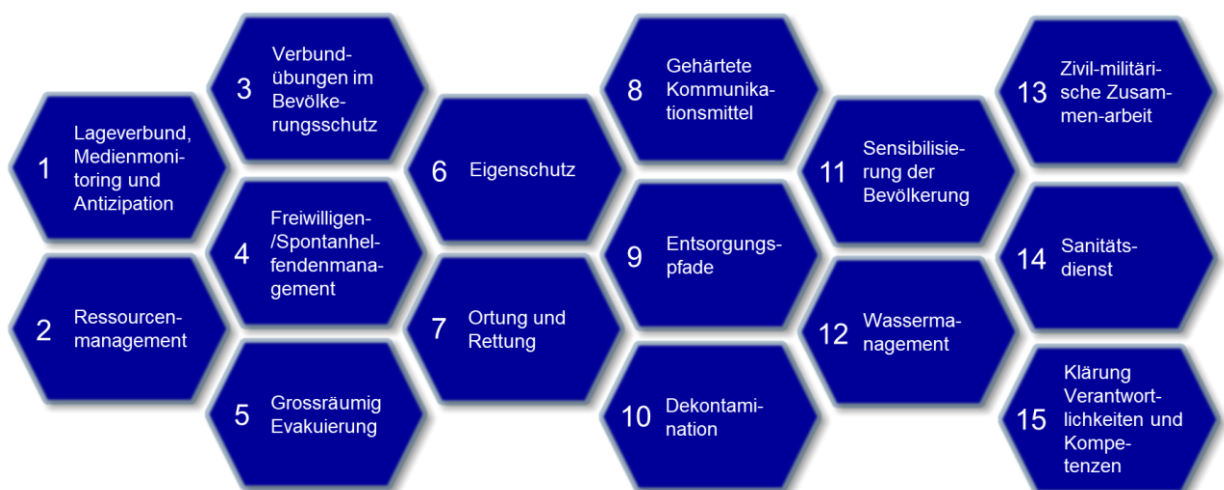 1
Lageverbund,
Medienmoni-
toring und
Antizipation
2
Ressourcen-
management
3
Verbund-
übungen im
Bevölke-
rungsschutz
4
Freiwilligen-
/Spontanhel-
fendenmana-
gement
5
Grossräumig
Evakuierung
6
Eigenschutz
7
Ortung und
Rettung
8
Gehärtete
Kommunika-
tionsmittel
9
Entsorgungs-
pfade
10
Dekontami-
nation
11
Sensibilisie-
rung der
Bevölkerung
12
Wasserma-
nagement
13
Zivil-militäri-
sche Zusam-
men-arbeit
14
Sanitäts-
dienst
15
Klärung
Verantwort-
lichkeiten und
Kompe-
tenzen